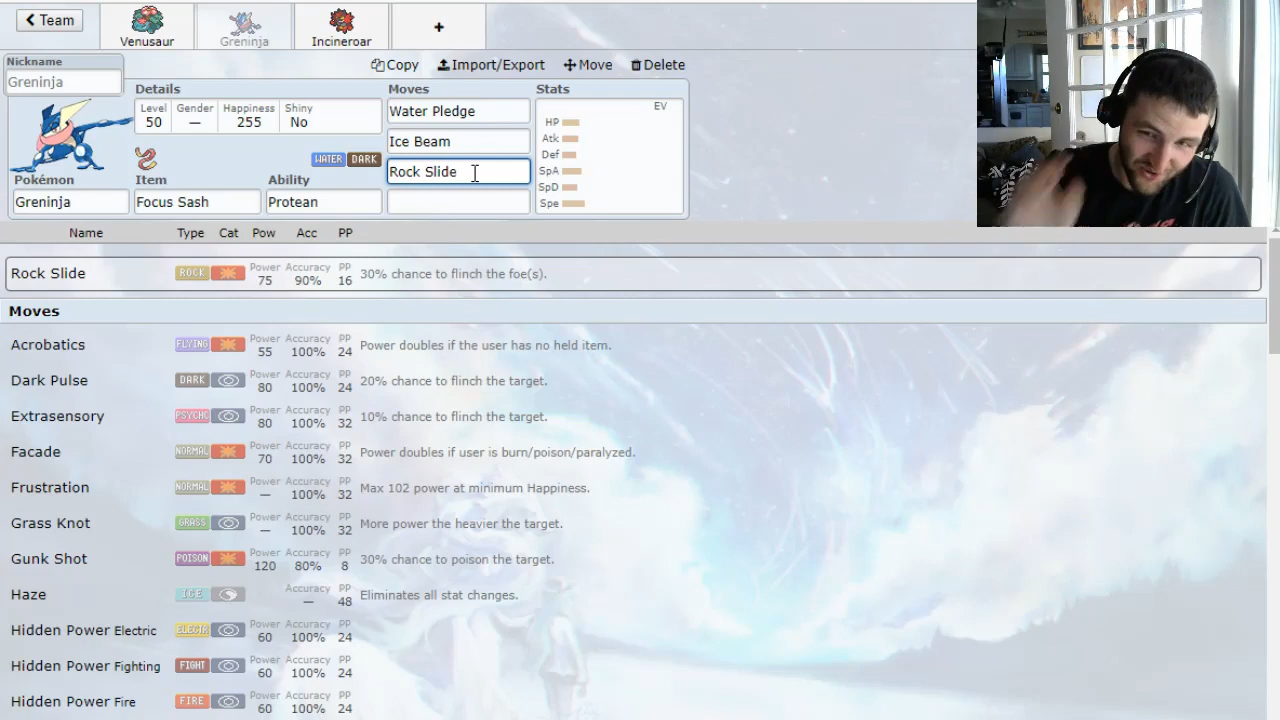 Team
Venusaur
Greninja
Incineroar
+
Nickname
Greninja
Copy
Import/Export
Move
Delete
Details
Moves
Stats
Level
50
Gender
—
Happiness
255
Shiny
No
Water Pledge
EV
HP
Atk
Def
SpA
SpD
Spe
Ice Beam
WATER DARK
Rock Slide
Pokémon
Greninja
Item
Focus Sash
Ability
Protean
Name Type Cat Pow Acc PP
Rock Slide ROCK Power 75 Accuracy 90% PP 16 30% chance to flinch the foe(s).
Moves
Acrobatics FLYING Power 55 Accuracy 100% PP 24 Power doubles if the user has no held item.
Dark Pulse DARK Power 80 Accuracy 100% PP 24 20% chance to flinch the target.
Extrasensory PSYCHC Power 80 Accuracy 100% PP 32 10% chance to flinch the target.
Facade NORMAL Power 70 Accuracy 100% PP 32 Power doubles if user is burn/poison/paralyzed.
Frustration NORMAL Power — Accuracy 100% PP 32 Max 102 power at minimum Happiness.
Grass Knot GRASS Power — Accuracy 100% PP 32 More power the heavier the target.
Gunk Shot POISON Power 120 Accuracy 80% PP 8 30% chance to poison the target.
Haze ICE Accuracy — PP 48 Eliminates all stat changes.
Hidden Power Electric ELECTR Power 60 Accuracy 100% PP 24
Hidden Power Fighting FIGHT Power 60 Accuracy 100% PP 24
Hidden Power Fire FIRE Power 60 Accuracy 100% PP 24